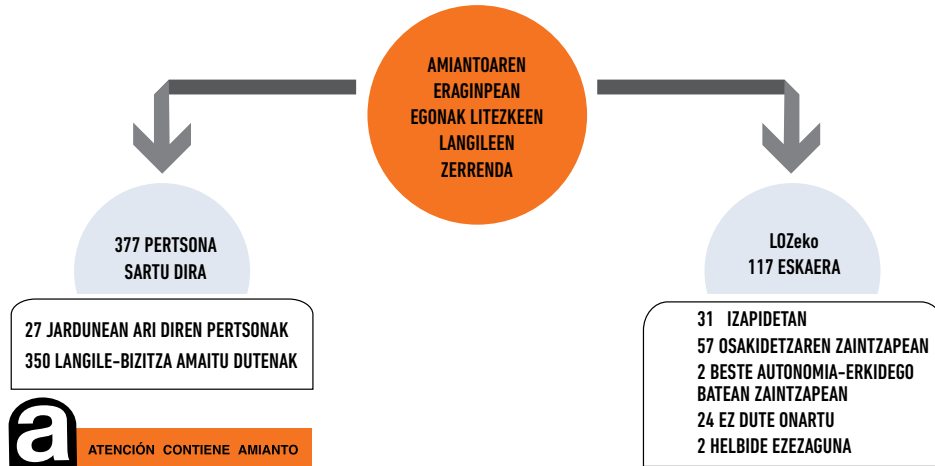 AMIANTOAREN
ERAGINPEAN
EGONAK LITEZKEEN
LANGILEEN
ZERRENDA
377 PERTSONA
SARTU DIRA
27 JARDUNEAN ARI DIREN PERTSONAK
350 LANGILE-BIZITZA AMAITU DUTENAK
a
ATENCIÓN CONTIENE AMIANTO
LOZeko
117 ESKAERA
31 IZAPIDETAN
57 OSAKIDETZAREN ZAINTZAPEAN
2 BESTE AUTONOMIA-ERKIDEGO
BATEAN ZAINTZAPEAN
24 EZ DUTE ONARTU
2 HELBIDE EZEZAGUNA